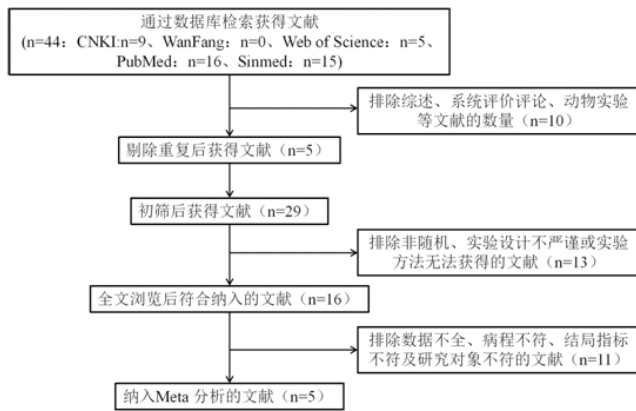 通过数据库检索获得文献
(n=44：CNKI:n=9、WanFang：n=0、Web of Science：n=5、
PubMed：n=16、Sinmed：n=15)
排除综述、系统评价评论、动物实验
等文献的数量（n=10）
剔除重复后获得文献（n=5）
初筛后获得文献（n=29）
排除非随机、实验设计不严谨或实验
方法无法获得的文献（n=13）
全文浏览后符合纳入的文献（n=16）
排除数据不全、病程不符、结局指标
不符及研究对象不符的文献（n=11）
纳入Meta 分析的文献（n=5）